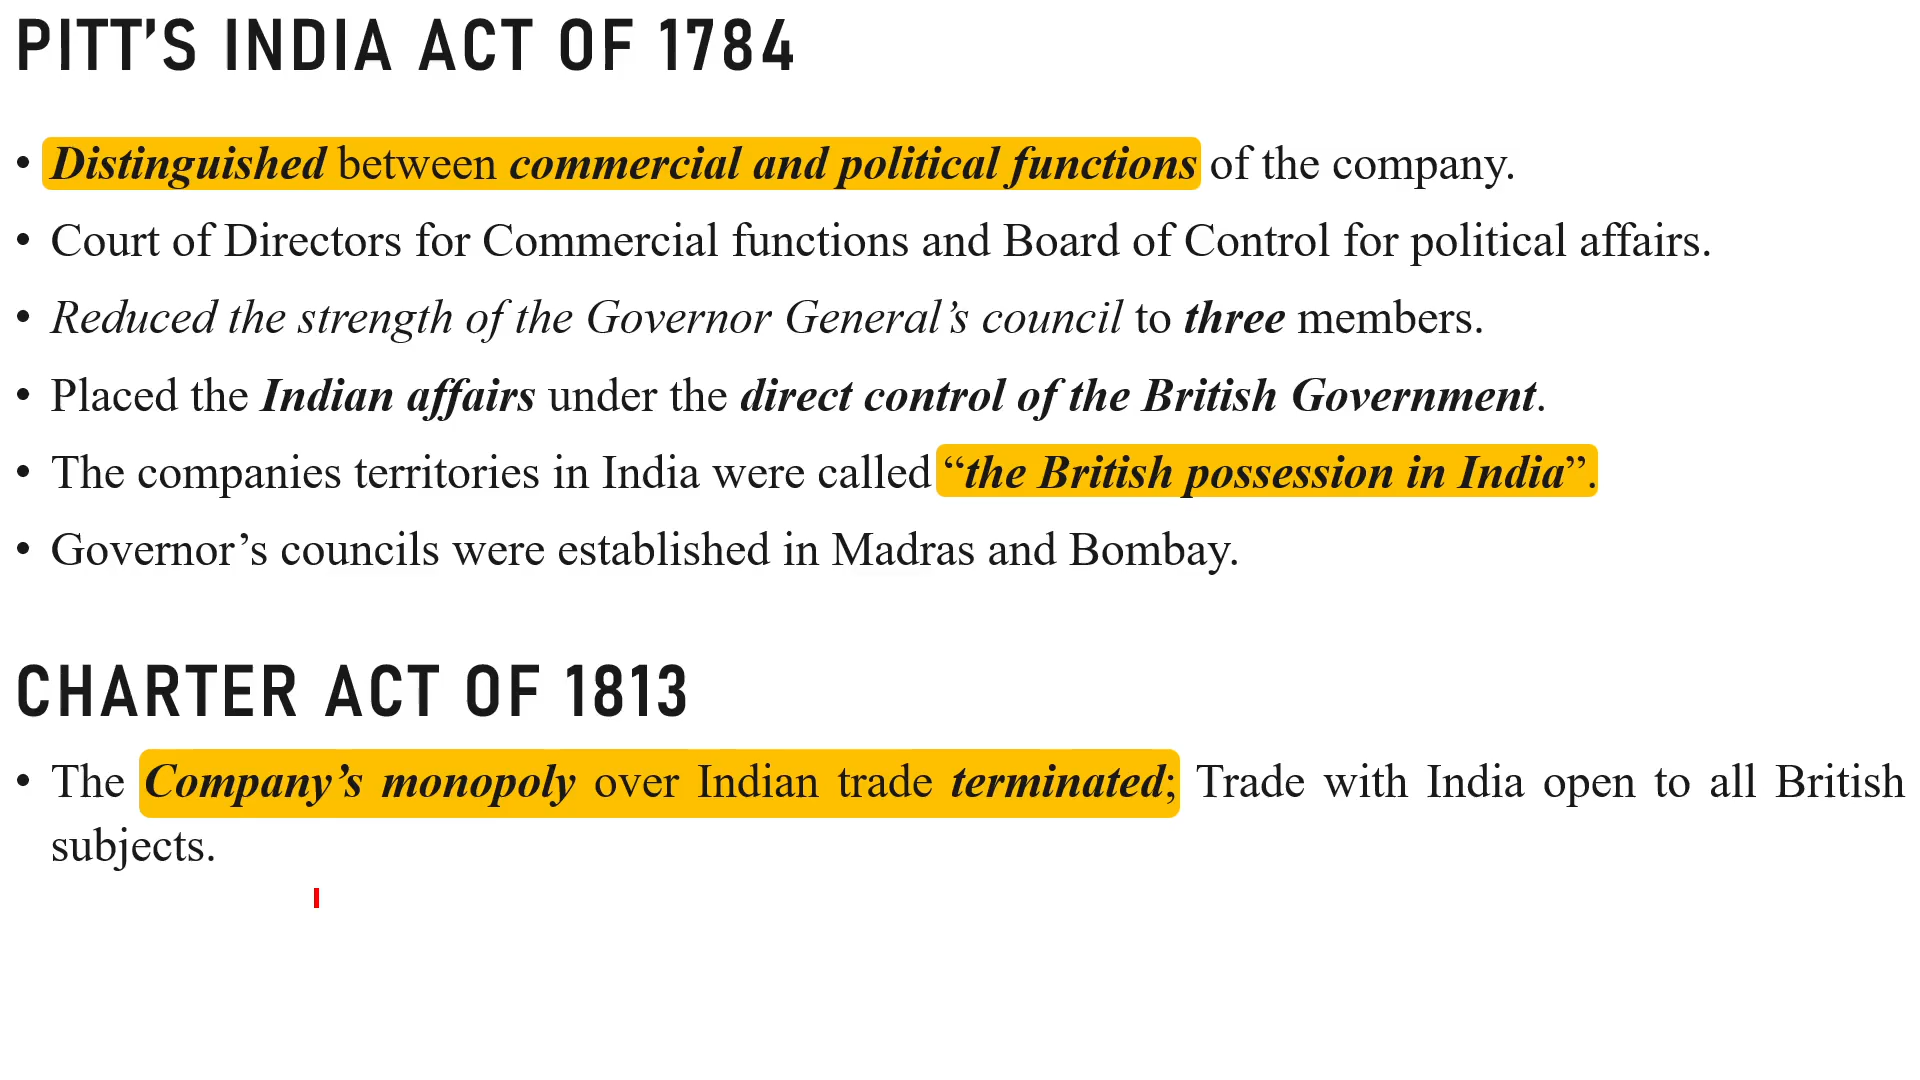 PITT’S INDIA ACT OF 1784
• Distinguished between commercial and political functions of the company.
• Court of Directors for Commercial functions and Board of Control for political affairs.
• Reduced the strength of the Governor General’s council to three members.
• Placed the Indian affairs under the direct control of the British Government.
• The companies territories in India were called “the British possession in India”.
• Governor’s councils were established in Madras and Bombay.
CHARTER ACT OF 1813
• The Company’s monopoly over Indian trade terminated; Trade with India open to all British
subjects.